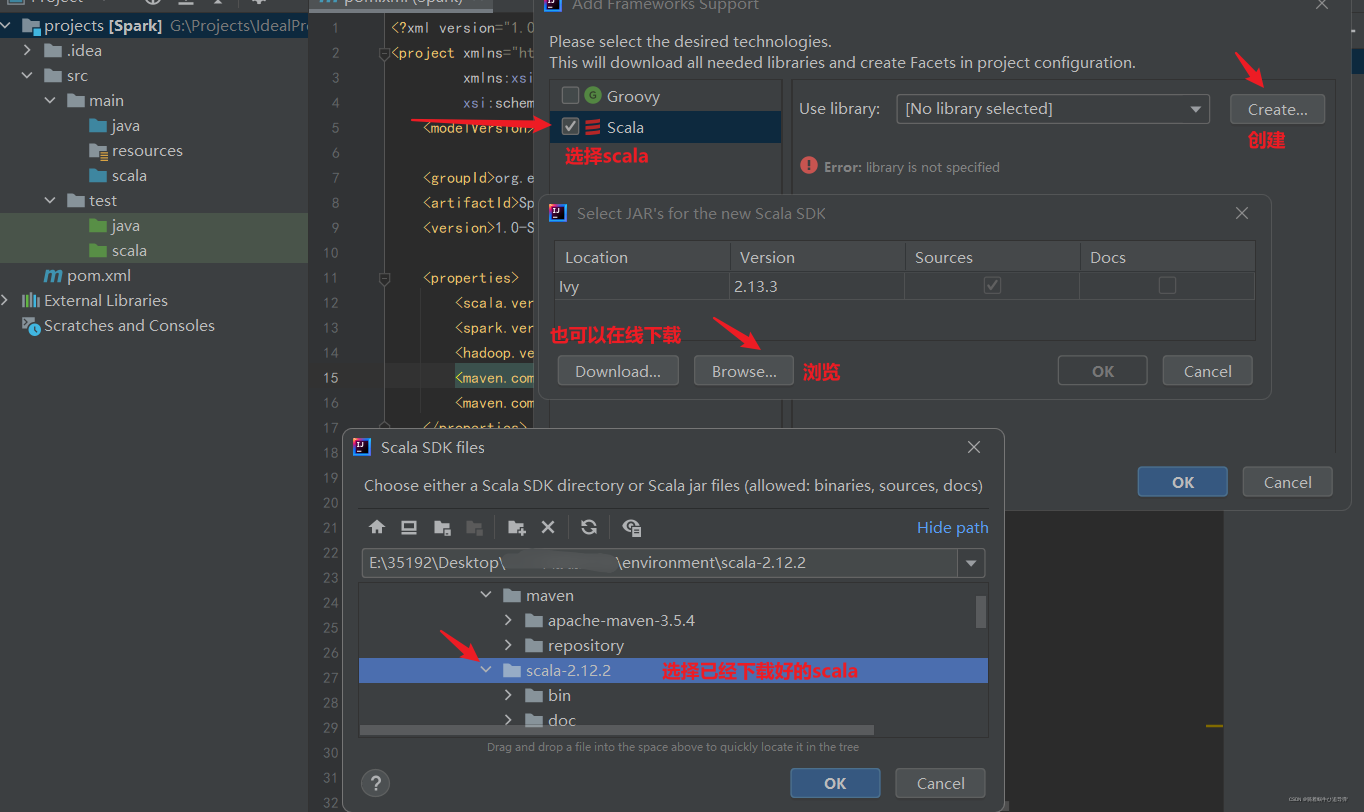 Project
projects [Spark] G:\Projects\IdealPro
.idea
src
main
java
resources
scala
test
java
scala
pom.xml
External Libraries
Scratches and Consoles
pom.xml (Spark)
1 <?xml version="1.0
2 <project xmlns="ht
3 xmlns:xsi
4 xsi:schem
5 <modelVersion>
6
7 <groupId>org.e
8 <artifactId>Sp
9 <version>1.0-S
10
11 <properties>
12 <scala.ver
13 <spark.ver
14 <hadoop.ve
15 <maven.com
16 <maven.com
17 </properties>
18
19
20
21
22
23
24
25
26
27
28
29
30
31
32
Add Frameworks Support
Please select the desired technologies.
This will download all needed libraries and create Facets in project configuration.
Groovy
Scala
选择scala
Use library: [No library selected] Create...
创建
Error: library is not specified
Select JAR's for the new Scala SDK
Location Version Sources Docs
Ivy 2.13.3
也可以在线下载
Download... Browse... 浏览 OK Cancel
OK Cancel
Scala SDK files
Choose either a Scala SDK directory or Scala jar files (allowed: binaries, sources, docs)
Hide path
E:\35192\Desktop\ \environment\scala-2.12.2
maven
apache-maven-3.5.4
repository
scala-2.12.2 选择已经下载好的scala
bin
doc
Drag and drop a file into the space above to quickly locate it in the tree
? OK Cancel